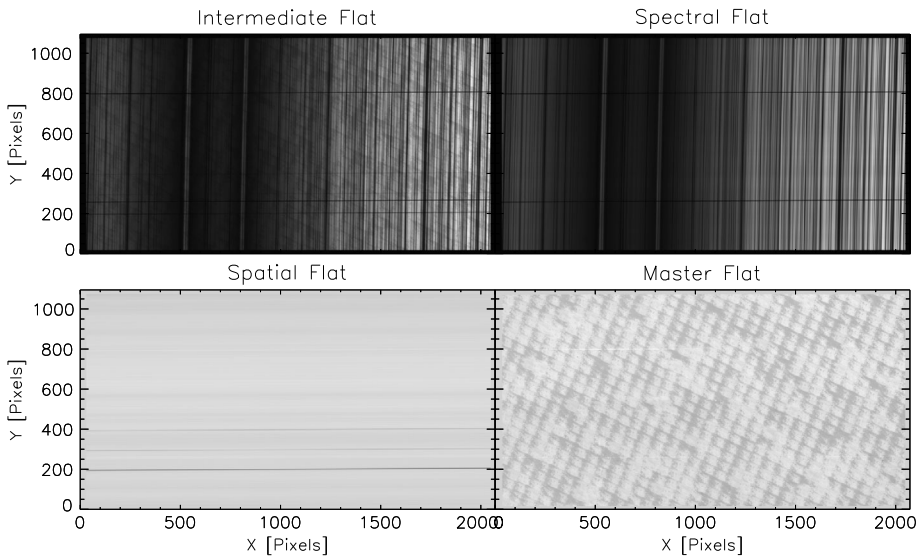 Intermediate Flat
Spectral Flat
1000
800
600
400
200
0
Y [Pixels]
Spatial Flat
Master Flat
1000
800
600
400
200
0
Y [Pixels]
0 500 1000 1500 2000
X [Pixels]
0 500 1000 1500 2000
X [Pixels]